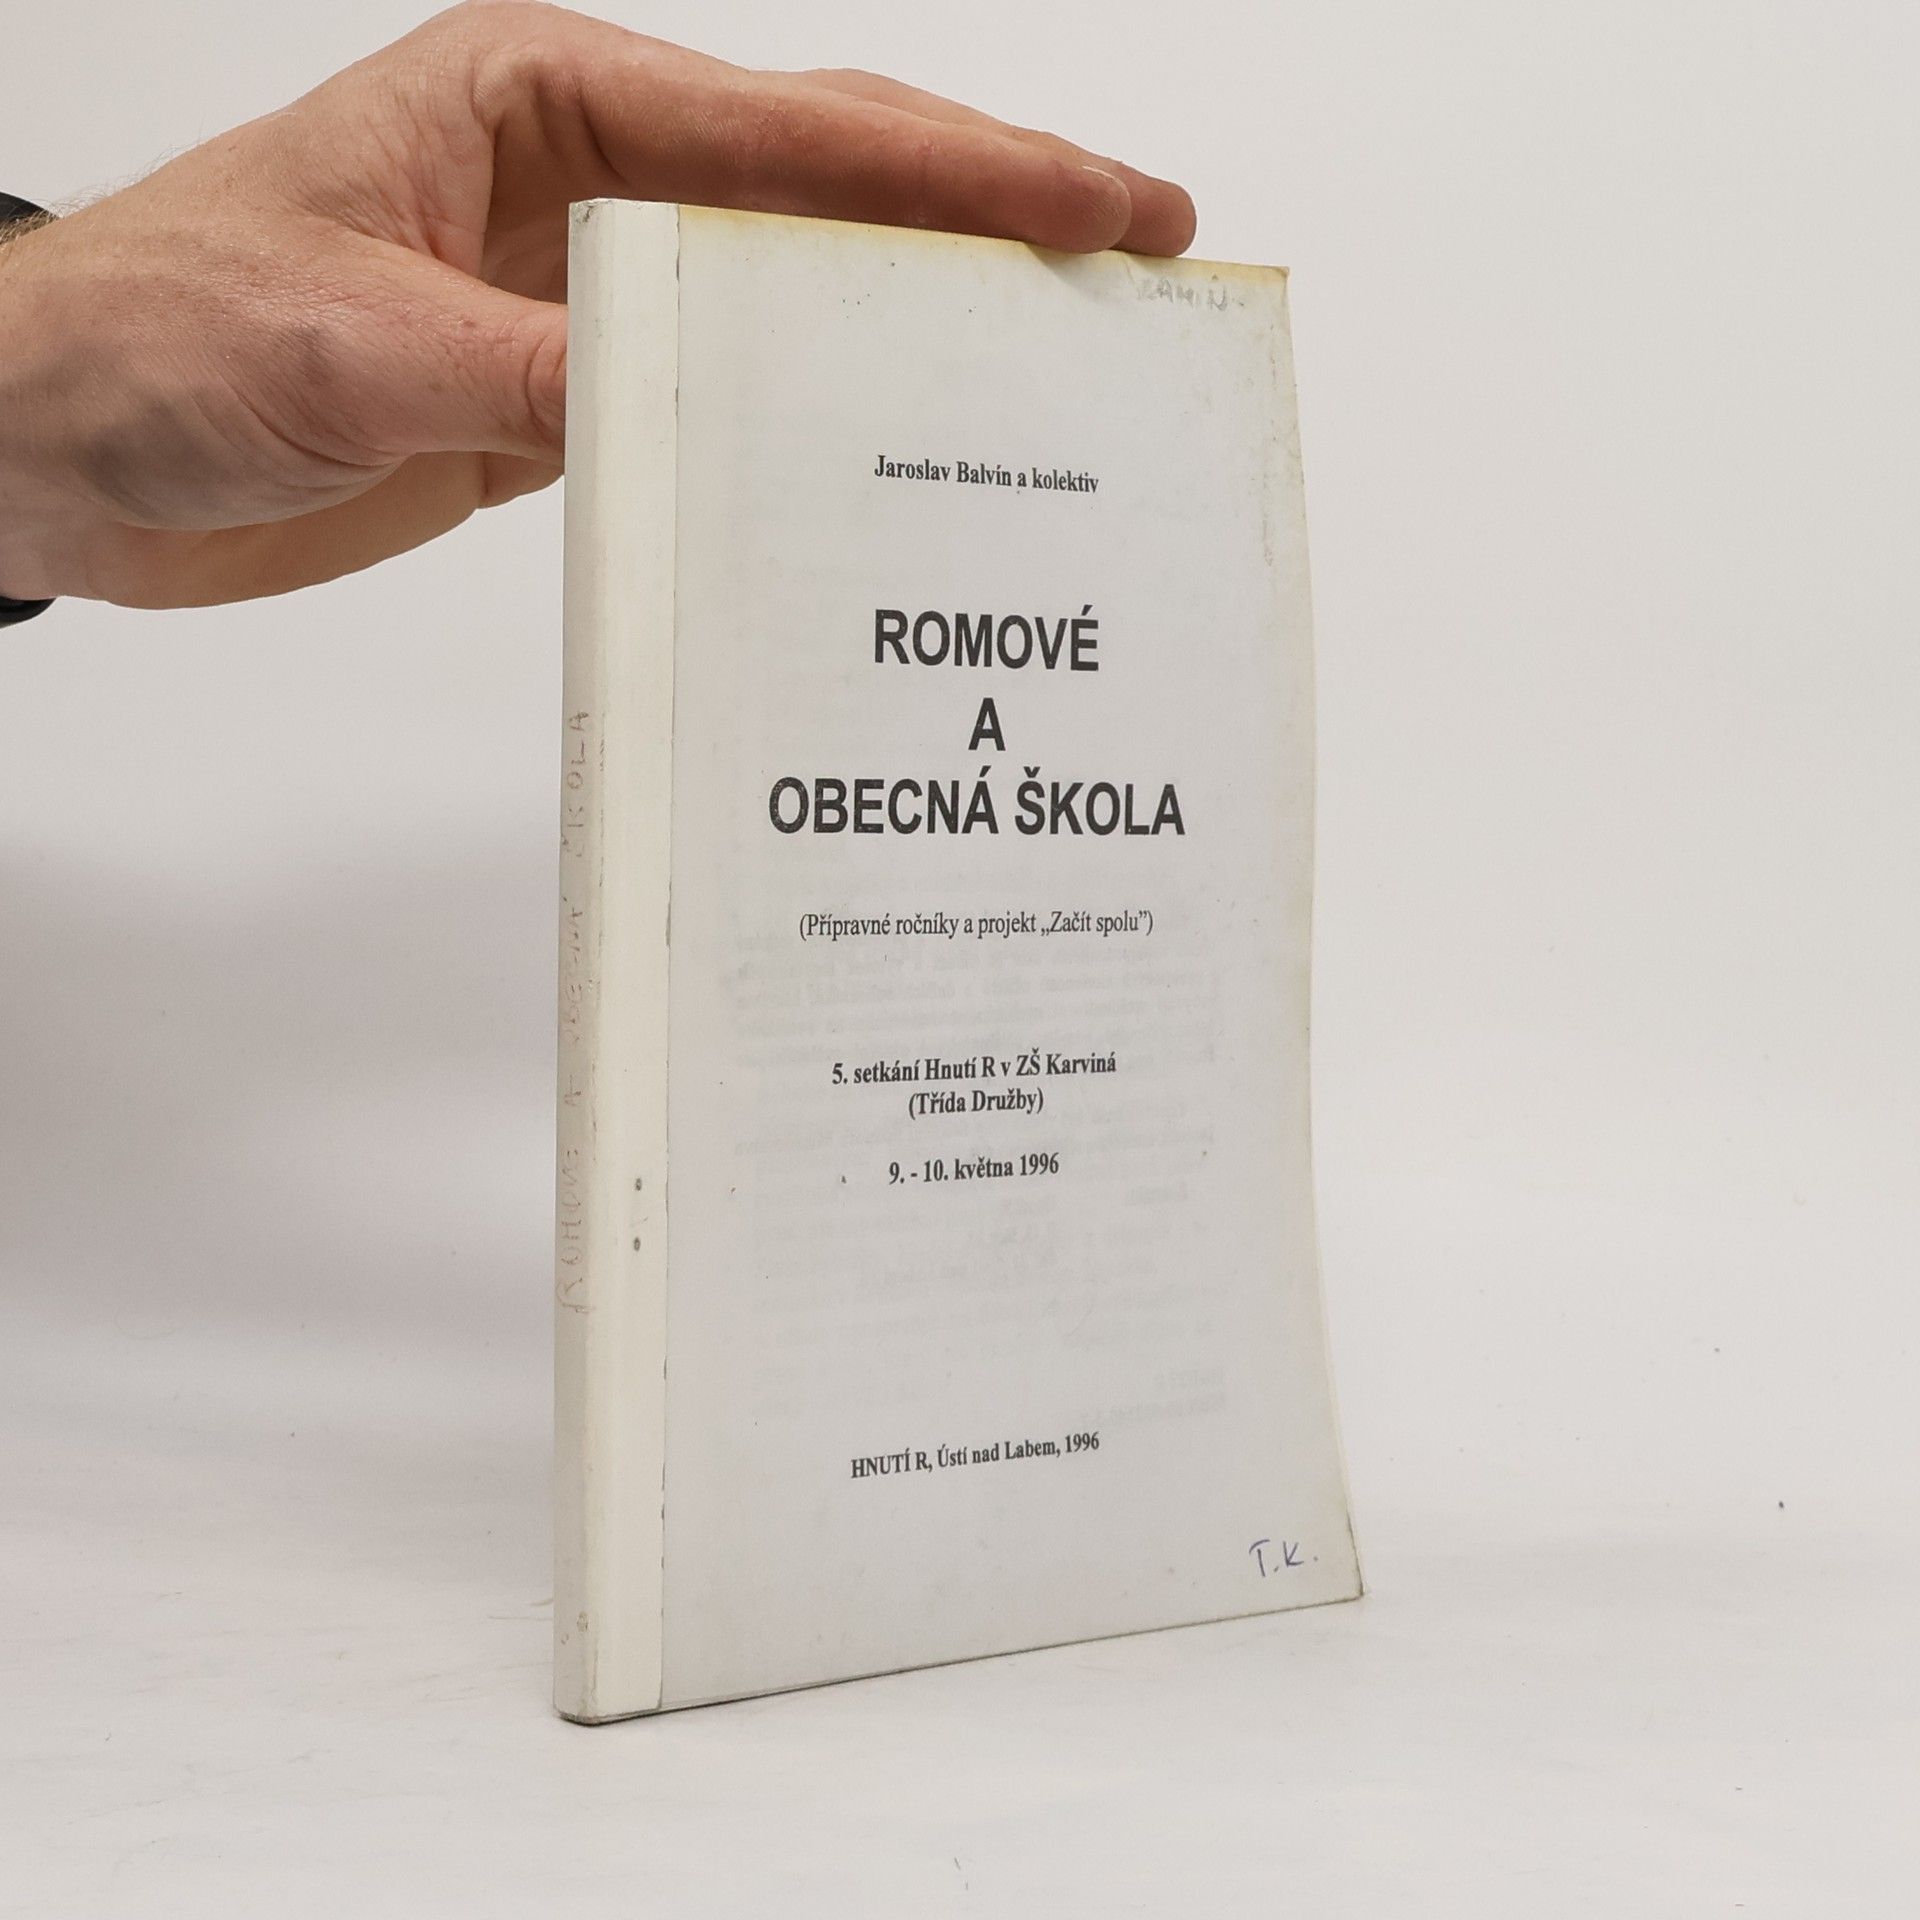 Jaroslav Balvín a kolektiv
ROMOVÉ
A
OBECNÁ ŠKOLA
(Přípravné ročníky a projekt „Začít spolu”)
5. setkání Hnutí R v ZŠ Karviná
(Třída Družby)
9. - 10. května 1996
HNUTÍ R, Ústí nad Labem, 1996
T.K.
ROMOVÉ A OBECNÁ ŠKOLA